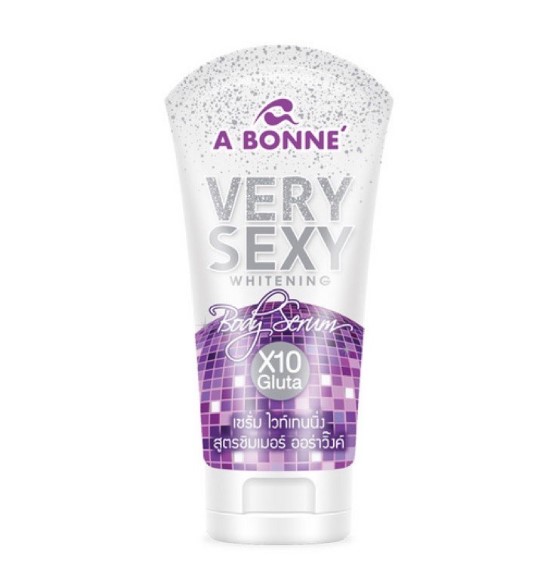 A BONNE´
VERY
SEXY
WHITENING
Body Serum
X10
Gluta
เซรั่ม ไวท์เทนนิ่ง
สูตรชิมเมอร์ ออร่าวิ๊งค์